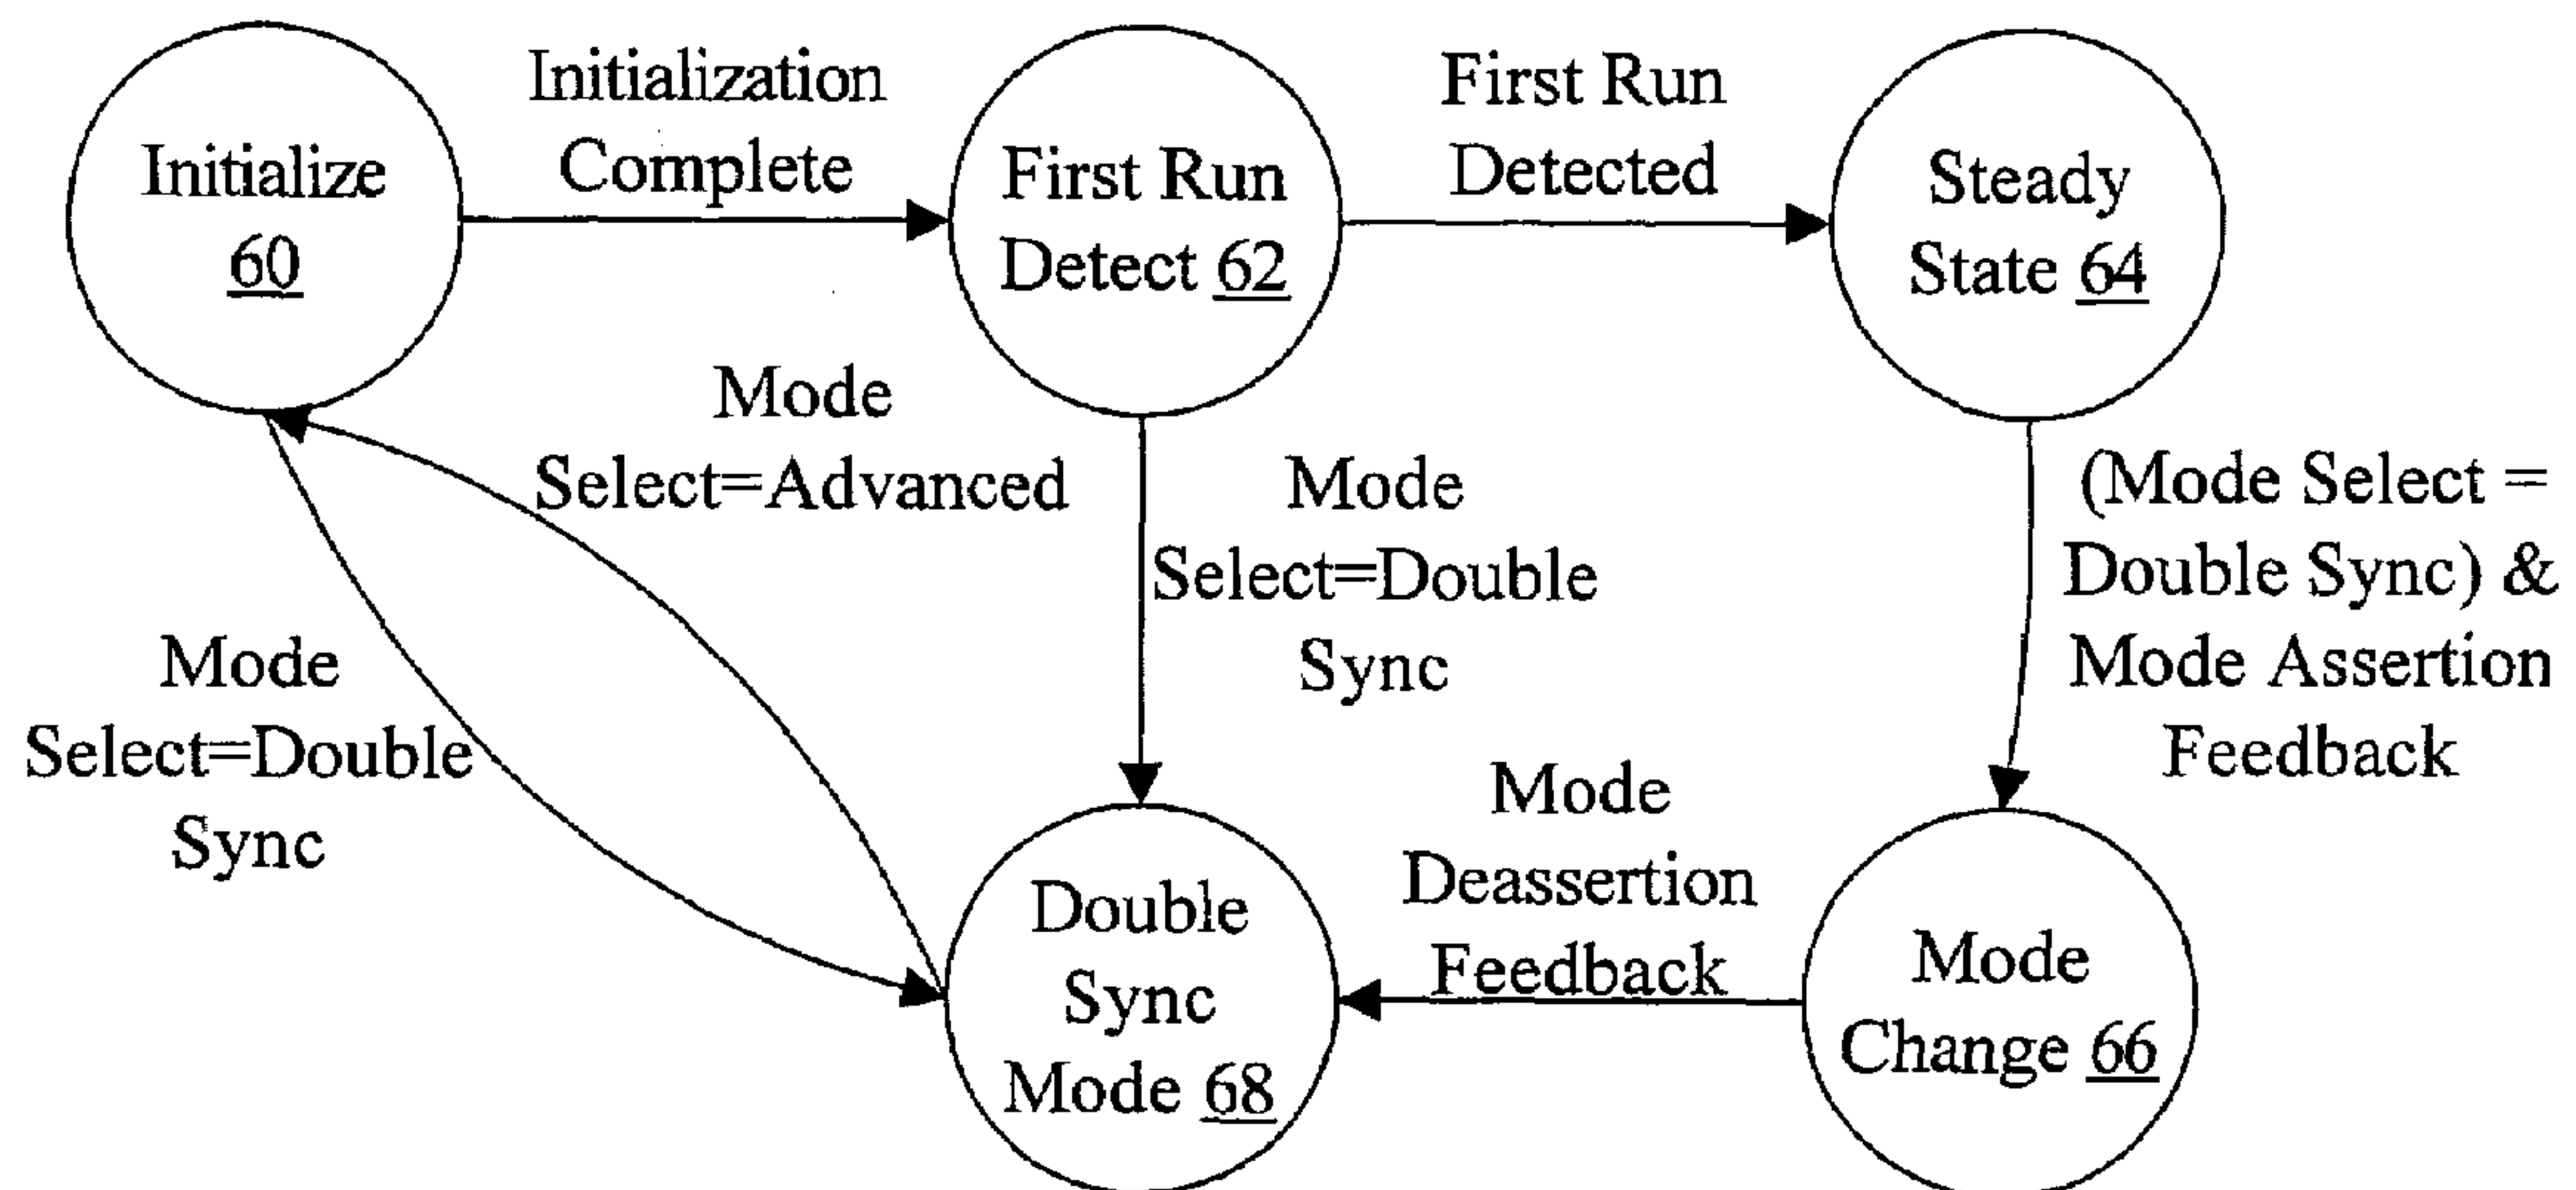 Initialize
60
Initialization
Complete
First Run
Detect 62
First Run
Detected
Steady
State 64
Mode
Select=Advanced
Mode
Select=Double
Sync
(Mode Select =
Double Sync) &
Mode Assertion
Feedback
Mode
Select=Double
Sync
Mode
Deassertion
Feedback
Double
Sync
Mode 68
Mode
Change 66